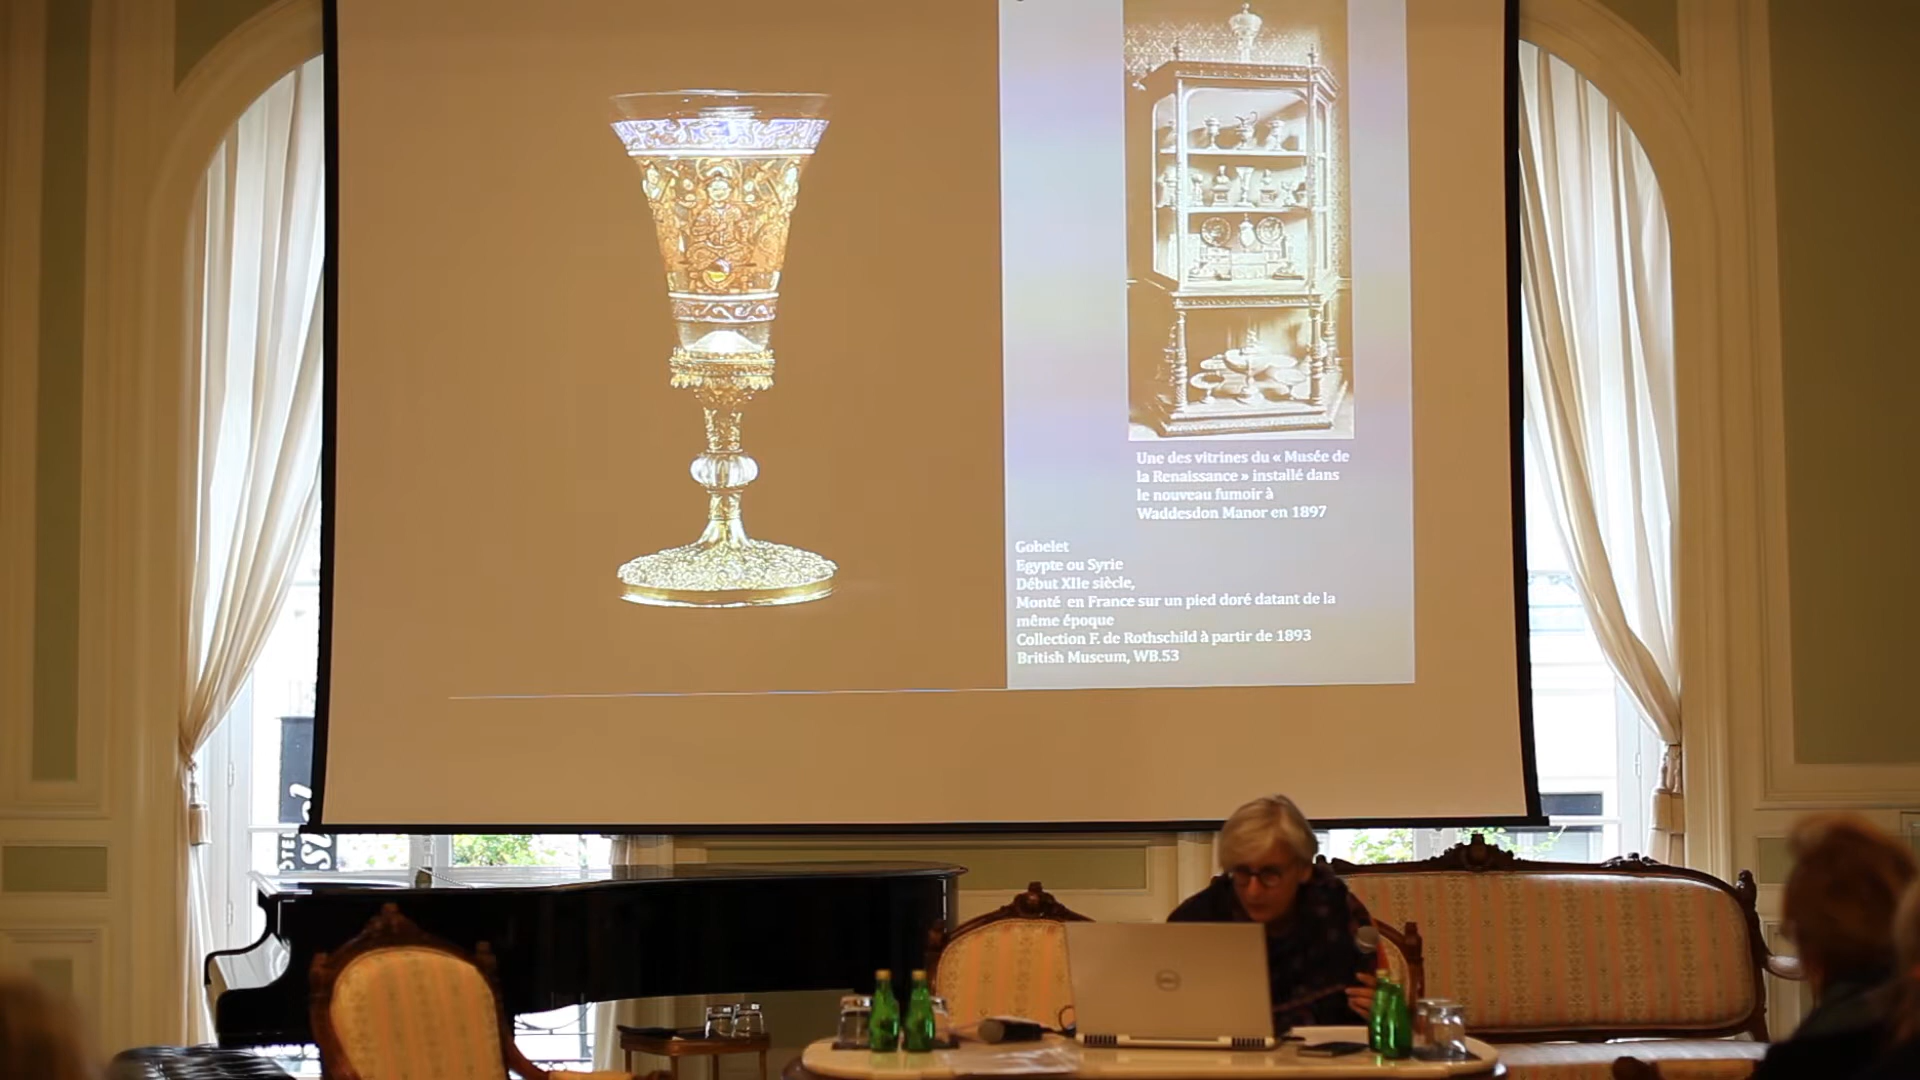 Une des vitrines du « Musée de
la Renaissance » installé dans
le nouveau fumoir à
Waddesdon Manor en 1897
Gobelet
Egypte ou Syrie
Début XIIe siècle,
Monté en France sur un pied doré datant de la
même époque
Collection F. de Rothschild à partir de 1893
British Museum, WB.53
DELL